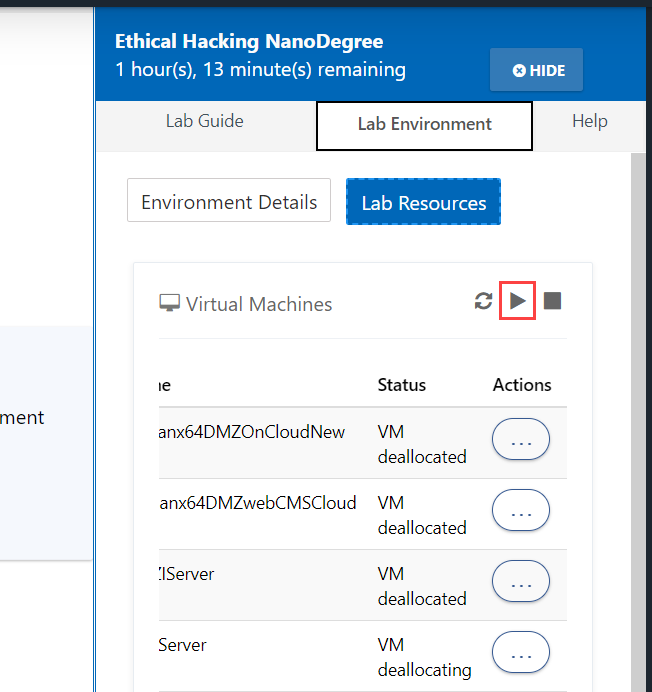 Ethical Hacking NanoDegree
1 hour(s), 13 minute(s) remaining
HIDE
Lab Guide
Lab Environment
Help
Environment Details
Lab Resources
Virtual Machines
ne
Status
Actions
ment
anx64DMZOnCloudNew
VM
deallocated
...
anx64DMZwebCMSCloud
VM
deallocated
...
ZIServer
VM
deallocated
...
Server
VM
deallocating
...